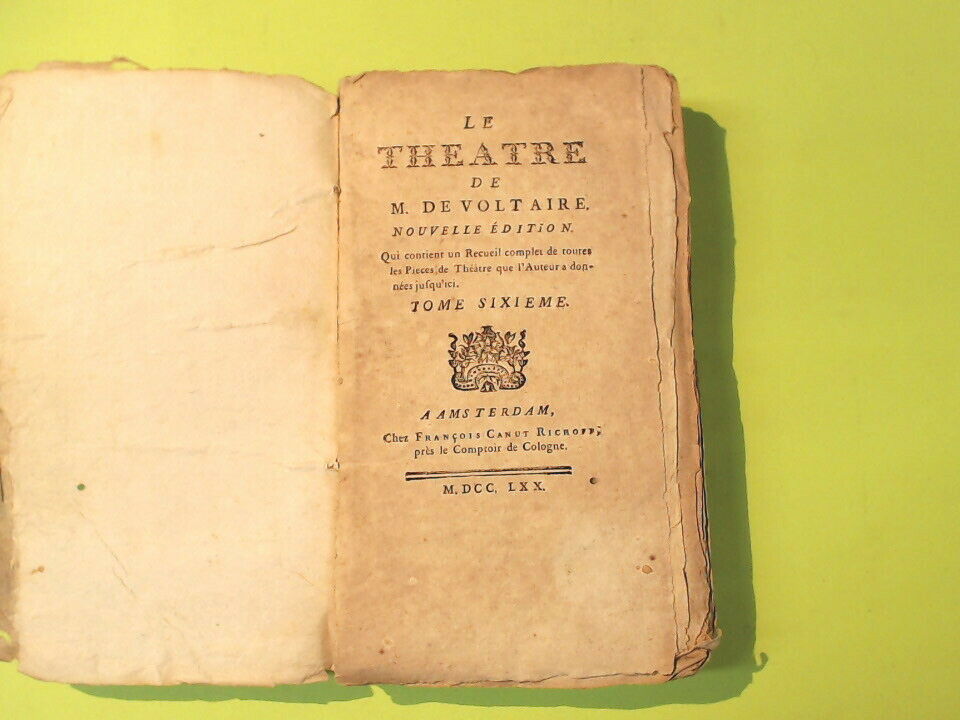 LE
THEATRE
DE
M. DE VOLTAIRE.
NOUVELLE ÉDITION.
Qui contient un Recueil complet de toutes
les Pieces de Théatre que l'Auteur a don-
nées jusqu'ici.
TOME SIXIEME.
A AMSTERDAM,
Chez FRANÇOIS CANUT RICHOFF,
près le Comptoir de Cologne.
M. DCC. LXX.